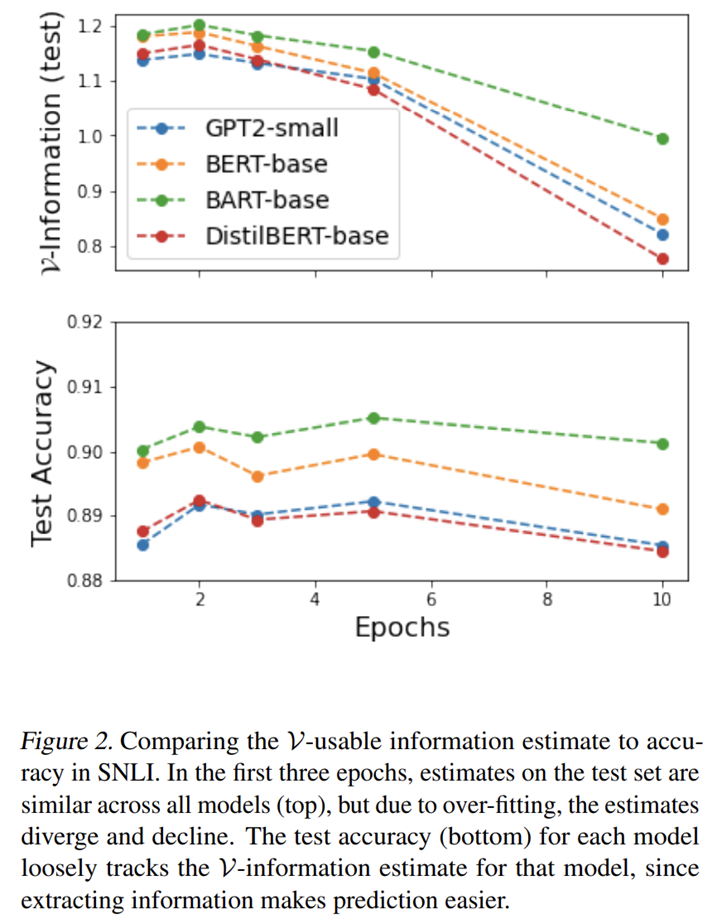 1.2
1.1
1.0
0.9
0.8
𝒱-Information (test)
GPT2-small
BERT-base
BART-base
DistilBERT-base
0.92
0.91
0.90
0.89
0.88
Test Accuracy
2 4 6 8 10
Epochs
Figure 2. Comparing the 𝒱-usable information estimate to accu-
racy in SNLI. In the first three epochs, estimates on the test set are
similar across all models (top), but due to over-fitting, the estimates
diverge and decline. The test accuracy (bottom) for each model
loosely tracks the 𝒱-information estimate for that model, since
extracting information makes prediction easier.